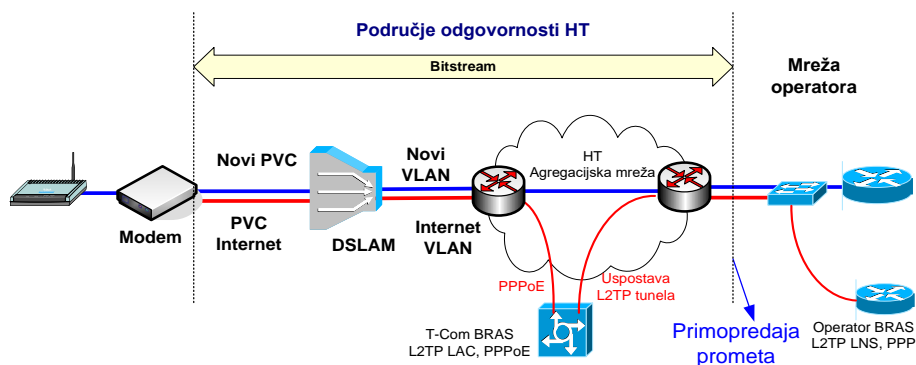 Područje odgovornosti HT
Bitstream
Mreža
operatora
Novi PVC
Novi
VLAN
HT
Agregacijska mreža
Modem
PVC
Internet
DSLAM
Internet
VLAN
PPPoE
Uspostava
L2TP tunela
T-Com BRAS
L2TP LAC, PPPoE
Primopredaja
prometa
Operator BRAS
L2TP LNS, PPP